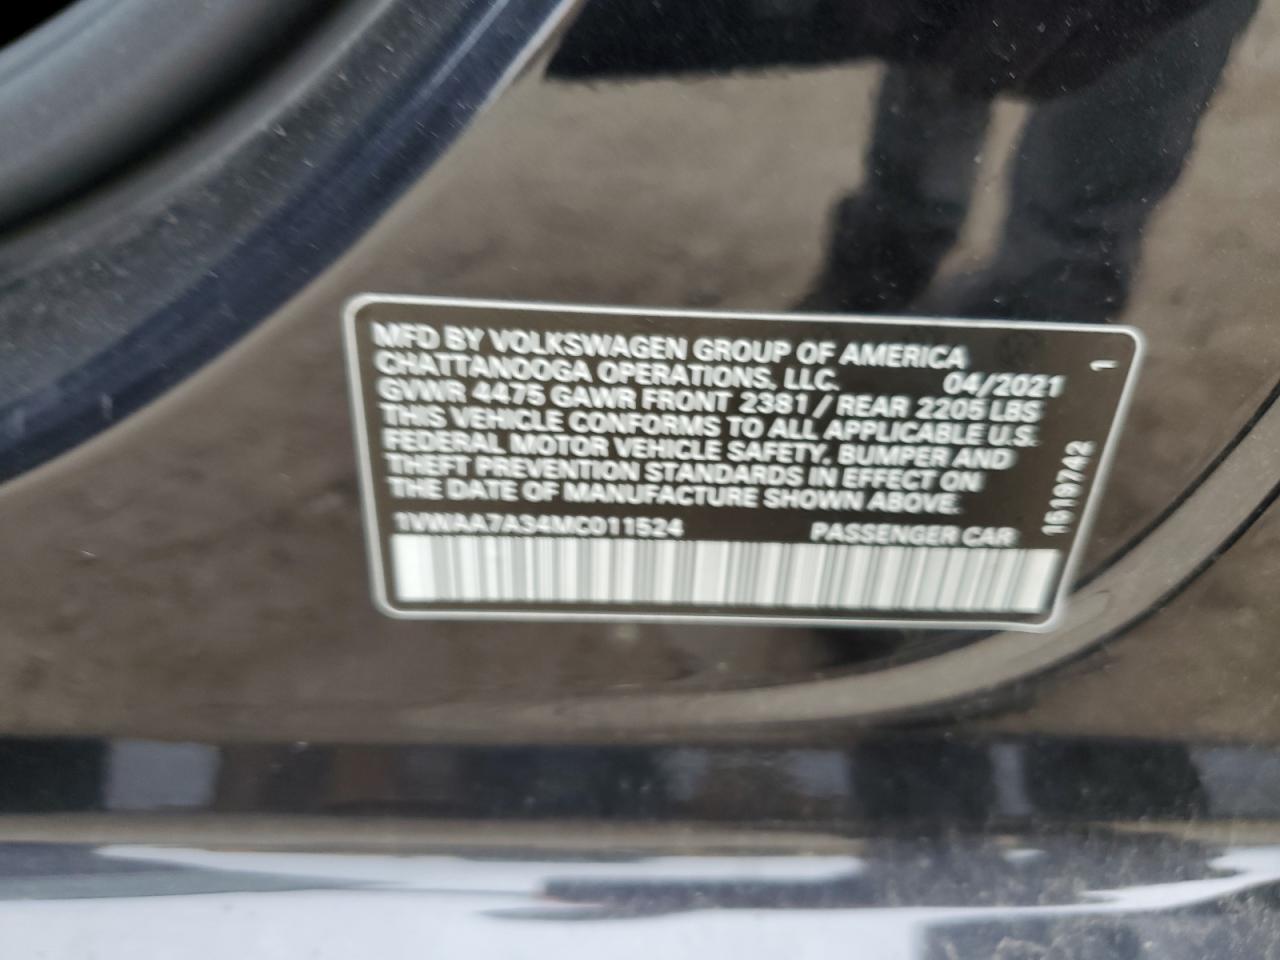 MFD BY VOLKSWAGEN GROUP OF AMERICA
CHATTANOOGA OPERATIONS, LLC. 04/2021
GVWR 4475 GAWR FRONT 2381 / REAR 2205 LBS
THIS VEHICLE CONFORMS TO ALL APPLICABLE U.S.
FEDERAL MOTOR VEHICLE SAFETY, BUMPER AND
THEFT PREVENTION STANDARDS IN EFFECT ON
THE DATE OF MANUFACTURE SHOWN ABOVE.
1VWAA7A34MC011524 PASSENGER CAR
1619742 1